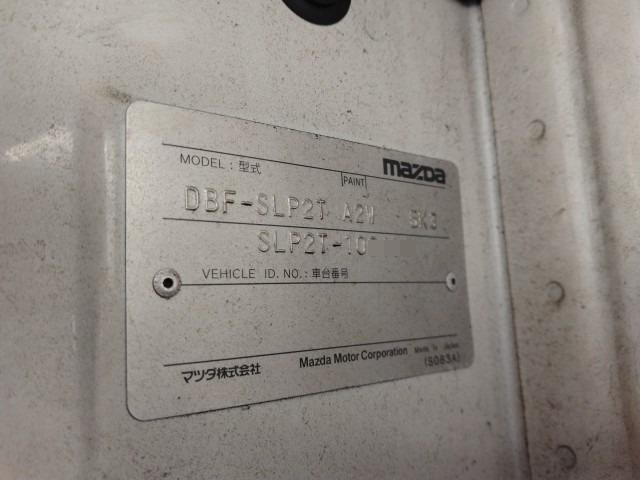 mazda
MODEL : 型式
PAINT
DBF-SLP2T A2W - BK3
SLP2T-10
VEHICLE ID. NO. : 車台番号
マツダ株式会社 Mazda Motor Corporation Made in Japan
(S083A)